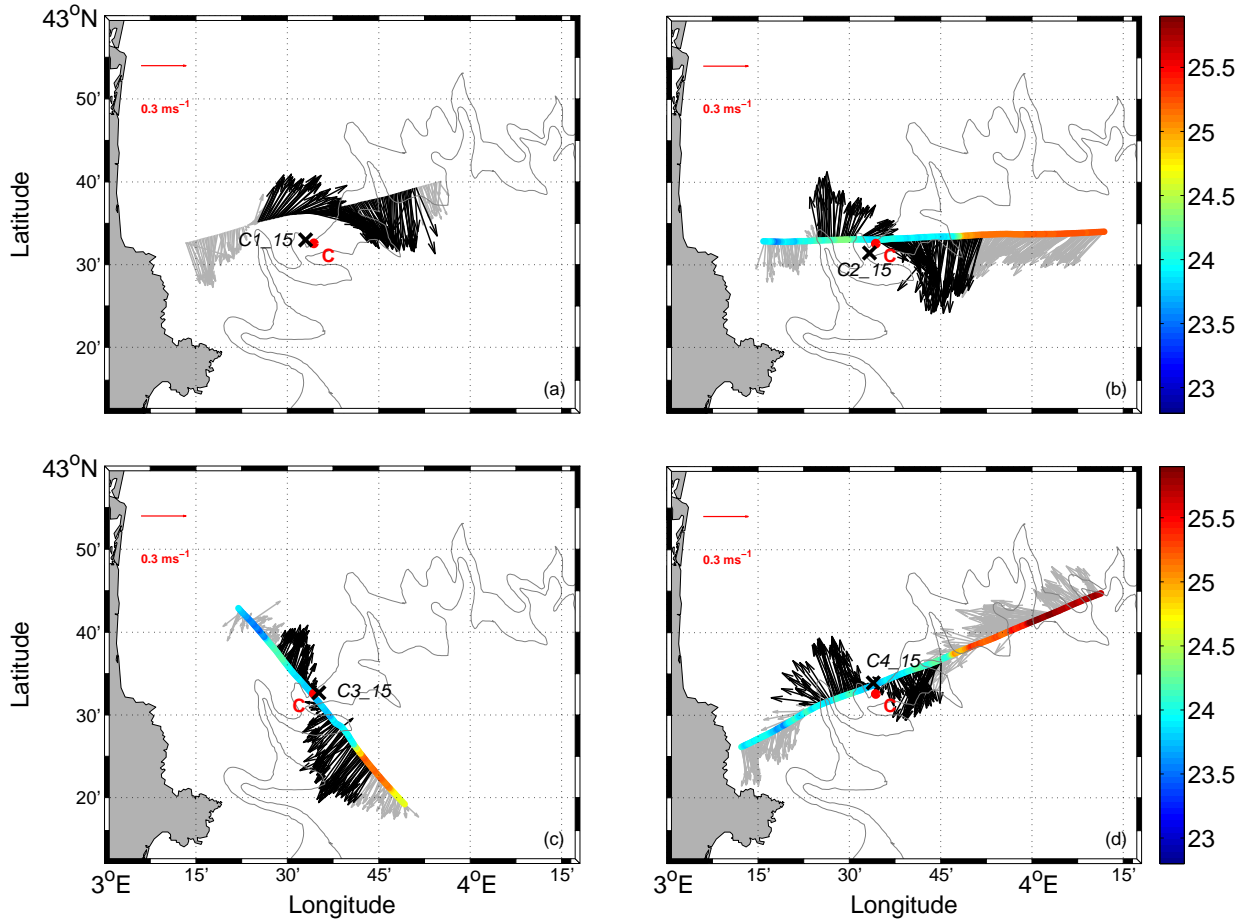 43°N
0.3 ms⁻¹
50'
40'
30'
20'
Latitude
C1_15
C
(a)
0.3 ms⁻¹
C2_15
C
(b)
25.5
25
24.5
24
23.5
23
43°N
0.3 ms⁻¹
50'
40'
30'
20'
Latitude
C3_15
C
(c)
3°E
15'
30'
45'
4°E
15'
Longitude
0.3 ms⁻¹
C4_15
C
(d)
3°E
15'
30'
45'
4°E
15'
Longitude
25.5
25
24.5
24
23.5
23